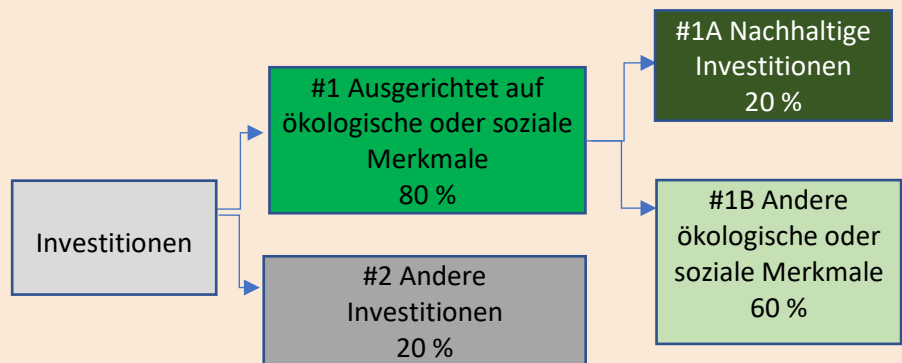 Investitionen
#1 Ausgerichtet auf
ökologische oder soziale
Merkmale
80 %
#2 Andere
Investitionen
20 %
#1A Nachhaltige
Investitionen
20 %
#1B Andere
ökologische oder
soziale Merkmale
60 %